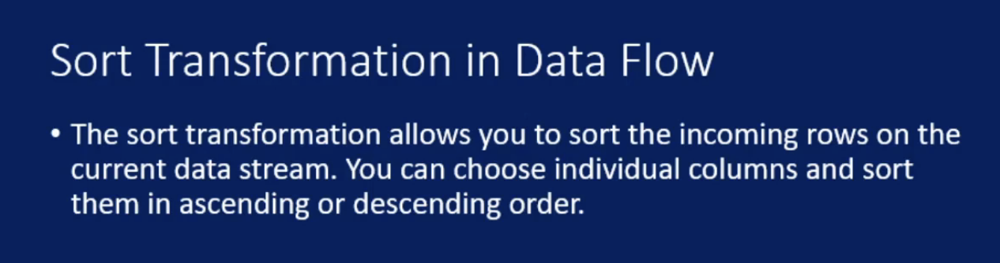 Sort Transformation in Data Flow
• The sort transformation allows you to sort the incoming rows on the
current data stream. You can choose individual columns and sort
them in ascending or descending order.